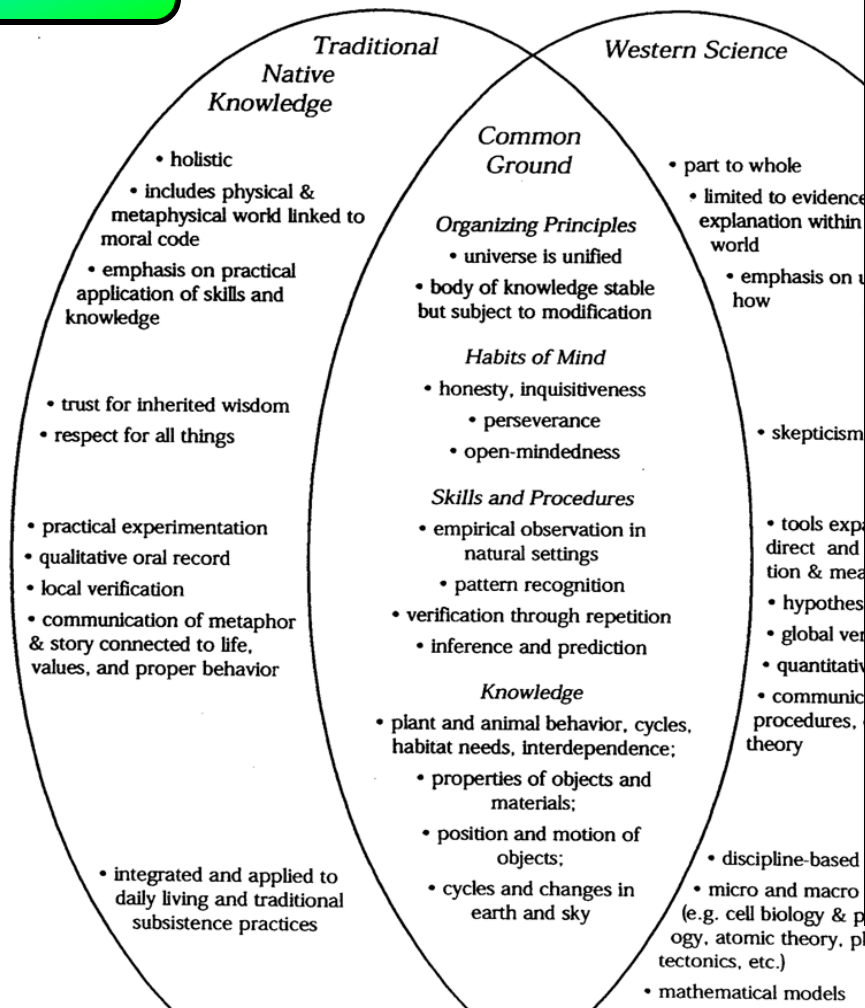 Traditional
Native
Knowledge
• holistic
• includes physical &
metaphysical world linked to
moral code
• emphasis on practical
application of skills and
knowledge
• trust for inherited wisdom
• respect for all things
• practical experimentation
• qualitative oral record
• local verification
• communication of metaphor
& story connected to life,
values, and proper behavior
• integrated and applied to
daily living and traditional
subsistence practices
Common
Ground
Organizing Principles
• universe is unified
• body of knowledge stable
but subject to modification
Habits of Mind
• honesty, inquisitiveness
• perseverance
• open-mindedness
Skills and Procedures
• empirical observation in
natural settings
• pattern recognition
• verification through repetition
• inference and prediction
Knowledge
• plant and animal behavior, cycles,
habitat needs, interdependence;
• properties of objects and
materials;
• position and motion of
objects;
• cycles and changes in
earth and sky
Western Science
• part to whole
• limited to evidence
explanation within
world
• emphasis on
how
• skepticism
• tools
direct and
tion &
•
• global
•
•
procedures,
theory
• discipline-based
• micro and macro
(e.g. cell biology &
ogy, atomic theory,
tectonics, etc.)
• mathematical models